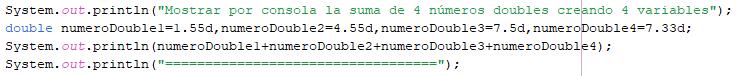 System.out.println("Mostrar por consola la suma de 4 números doubles creando 4 variables");
double numeroDouble1=1.55d,numeroDouble2=4.55d,numeroDouble3=7.5d,numeroDouble4=7.33d;
System.out.println(numeroDouble1+numeroDouble2+numeroDouble3+numeroDouble4);
System.out.println("==================================");